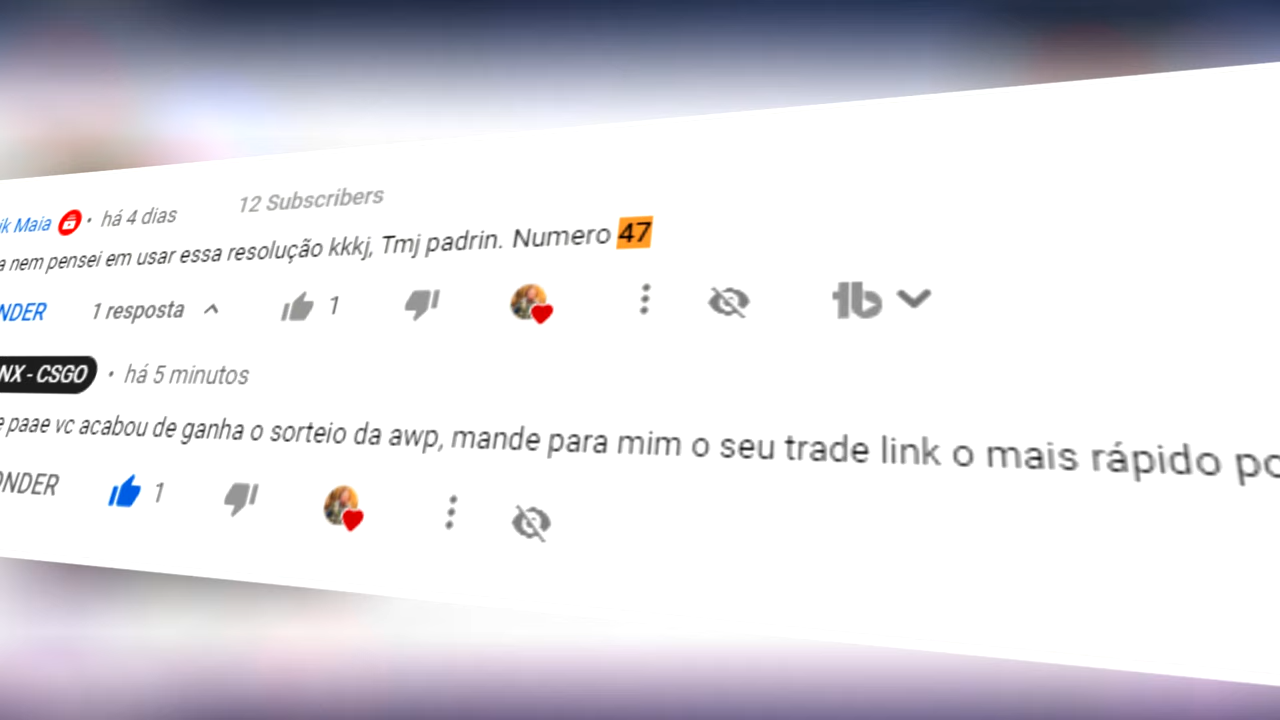 ik Maia • há 4 dias 12 Subscribers
a nem pensei em usar essa resolução kkkj, Tmj padrin. Numero 47
NDER 1 resposta 1
NX - CSGO • há 5 minutos
e paae vc acabou de ganha o sorteio da awp, mande para mim o seu trade link o mais rápido po
ONDER 1